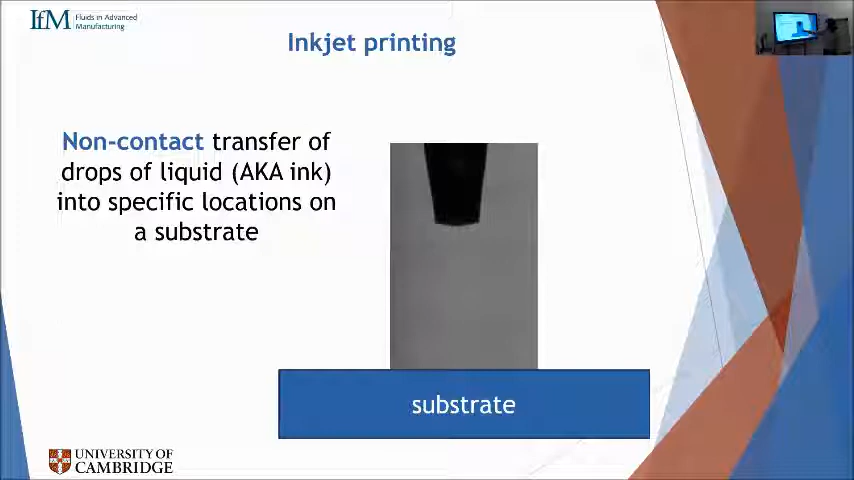 IfM Fluids in Advanced
Manufacturing
Inkjet printing
Non-contact transfer of
drops of liquid (AKA ink)
into specific locations on
a substrate
substrate
UNIVERSITY OF
CAMBRIDGE